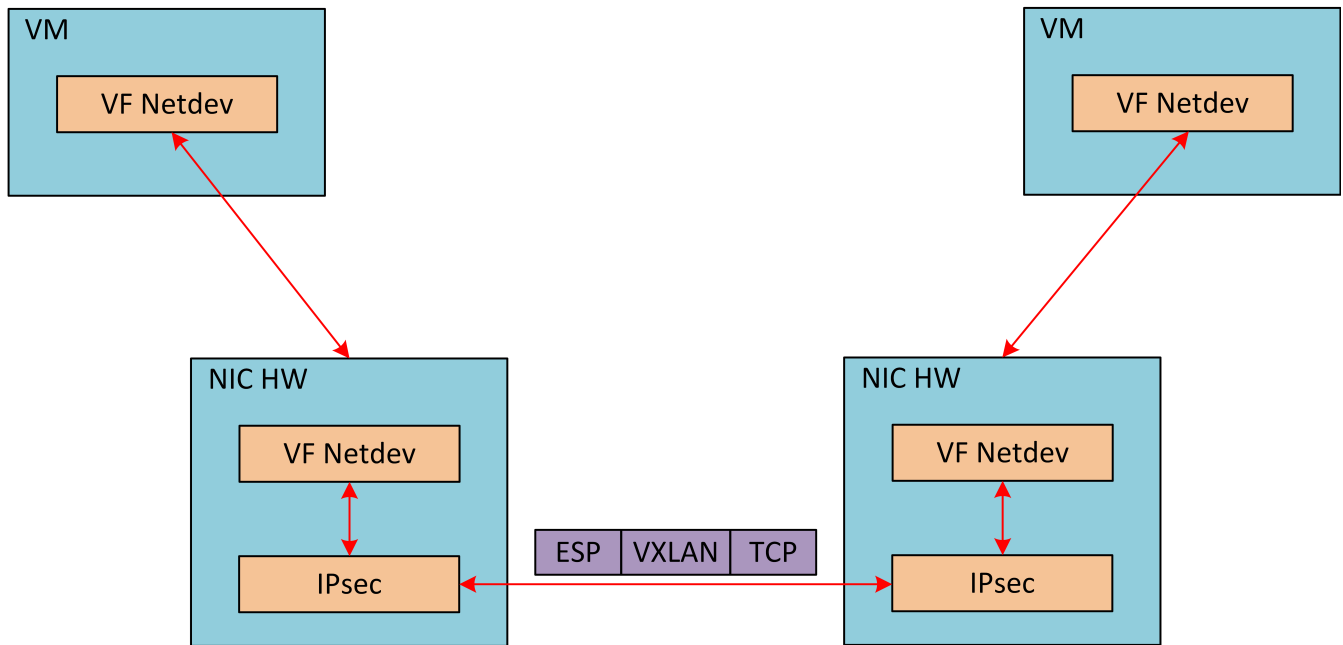 VM
VF Netdev
VM
VF Netdev
NIC HW
VF Netdev
IPsec
ESP VXLAN TCP
NIC HW
VF Netdev
IPsec